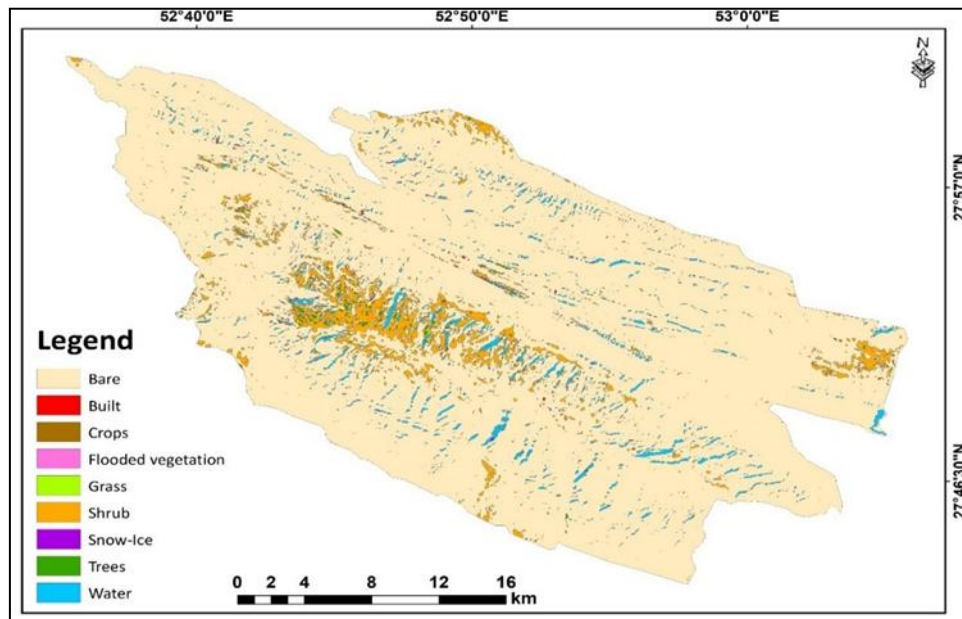 52°40'0"E 52°50'0"E 53°0'0"E
N
27°57'0"N
27°46'30"N
Legend
Bare
Built
Crops
Flooded vegetation
Grass
Shrub
Snow-Ice
Trees
Water
0 2 4 8 12 16
km